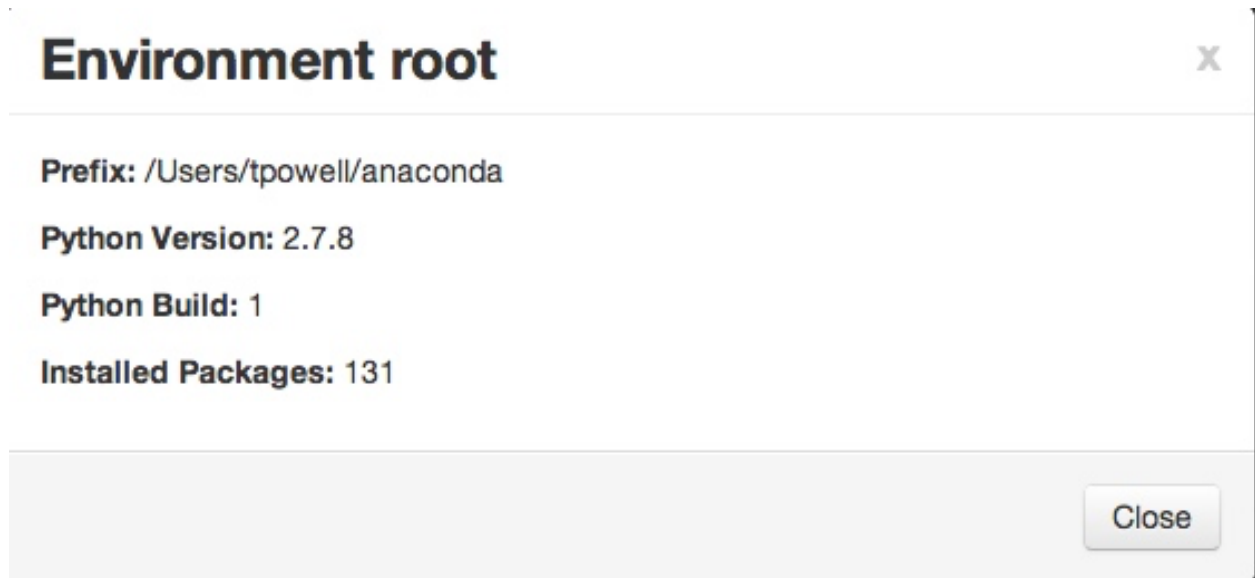 Environment root
x
Prefix: /Users/tpowell/anaconda
Python Version: 2.7.8
Python Build: 1
Installed Packages: 131
Close